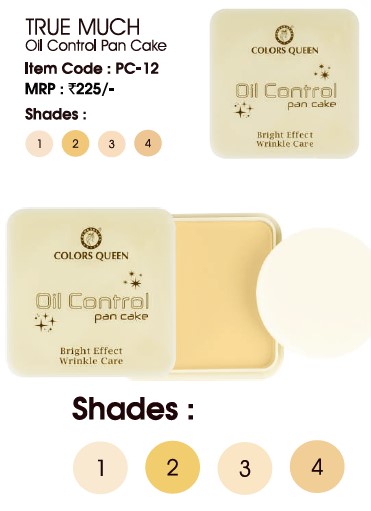 TRUE MUCH
Oil Control Pan Cake
Item Code : PC-12
MRP : ₹225/-
Shades :
1 2 3 4
COLORS QUEEN
Oil Control
pan cake
Bright Effect
Wrinkle Care
COLORS QUEEN
Oil Control
pan cake
Bright Effect
Wrinkle Care
Shades :
1 2 3 4